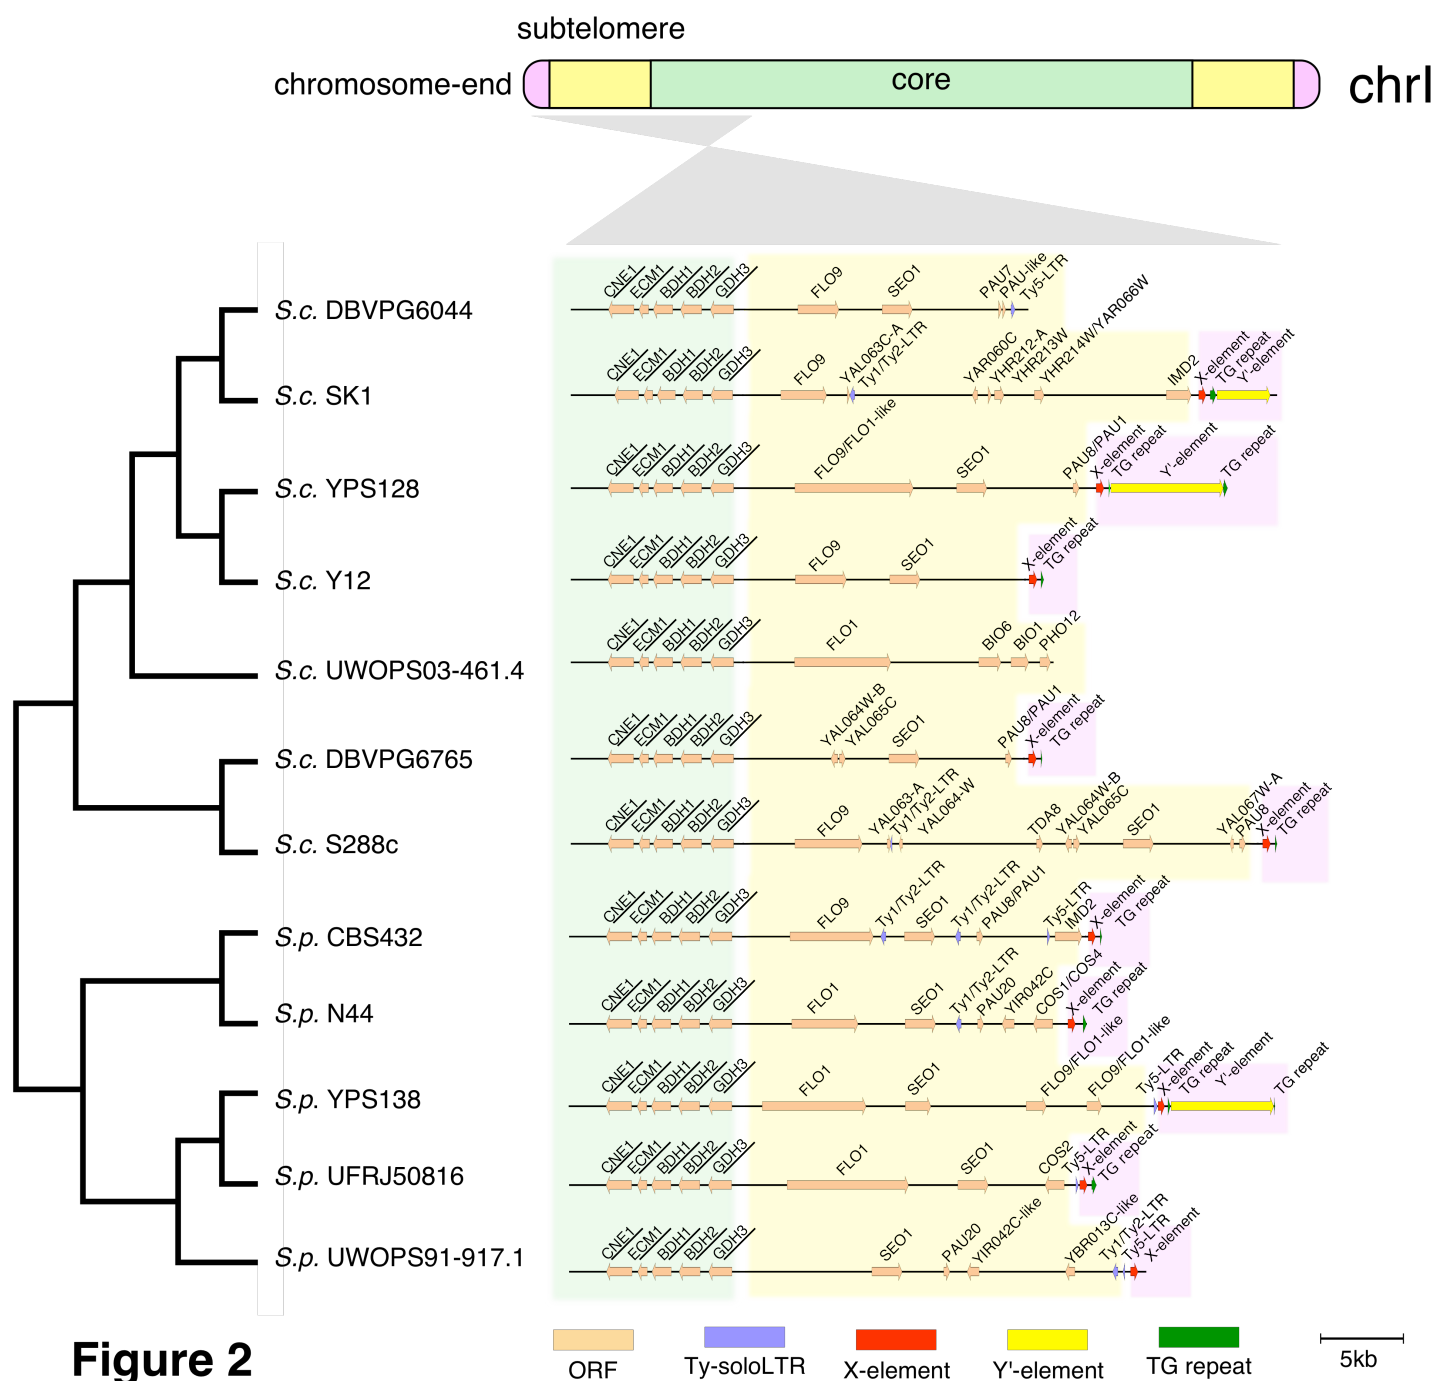 subtelomere
chromosome-end
core
chrI
S.c. DBVPG6044
CNE1 ECM1 BDH1 BDH2 GDH3 FLO9 SEO1 PAU7 PAU-like Ty5-LTR
S.c. SK1
CNE1 ECM1 BDH1 BDH2 GDH3 FLO9 YAL063C-A Ty1/Ty2-LTR YAR060C YHR212-A YHR213W YHR214W/YAR066W IMD2 X-element TG repeat Y'-element
S.c. YPS128
CNE1 ECM1 BDH1 BDH2 GDH3 FLO9/FLO1-like SEO1 PAU8/PAU1 X-element TG repeat Y'-element TG repeat
S.c. Y12
CNE1 ECM1 BDH1 BDH2 GDH3 FLO9 SEO1 X-element TG repeat
S.c. UWOPS03-461.4
CNE1 ECM1 BDH1 BDH2 GDH3 FLO1 BIO6 BIO1 PHO12
S.c. DBVPG6765
CNE1 ECM1 BDH1 BDH2 GDH3 YAL064W-B YAL065C SEO1 PAU8/PAU1 X-element TG repeat
S.c. S288c
CNE1 ECM1 BDH1 BDH2 GDH3 FLO9 YAL063-A Ty1/Ty2-LTR YAL064-W TDA8 YAL064W-B YAL065C SEO1 YAL067W-A PAU8 X-element TG repeat
S.p. CBS432
CNE1 ECM1 BDH1 BDH2 GDH3 FLO9 Ty1/Ty2-LTR SEO1 Ty1/Ty2-LTR PAU8/PAU1 Ty5-LTR IMD2 X-element TG repeat
S.p. N44
CNE1 ECM1 BDH1 BDH2 GDH3 FLO1 SEO1 Ty1/Ty2-LTR PAU20 YIR042C COS1/COS4 X-element TG repeat
S.p. YPS138
CNE1 ECM1 BDH1 BDH2 GDH3 FLO1 SEO1 FLO9/FLO1-like FLO9/FLO1-like Ty5-LTR X-element TG repeat Y'-element TG repeat
S.p. UFRJ50816
CNE1 ECM1 BDH1 BDH2 GDH3 FLO1 SEO1 COS2 Ty5-LTR X-element TG repeat
S.p. UWOPS91-917.1
CNE1 ECM1 BDH1 BDH2 GDH3 SEO1 PAU20 YIR042C-like YBR013C-like Ty1/Ty2-LTR Ty5-LTR X-element
Figure 2
ORF
Ty-soloLTR
X-element
Y'-element
TG repeat
5kb